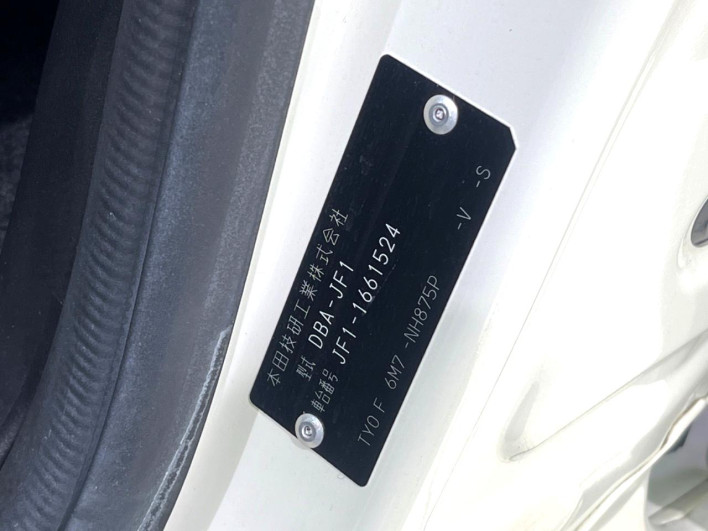 本田技研工業株式会社
型式 DBA-JF1
車台番号 JF1-1661524
TY0 F 6M7 -NH875P -V -S